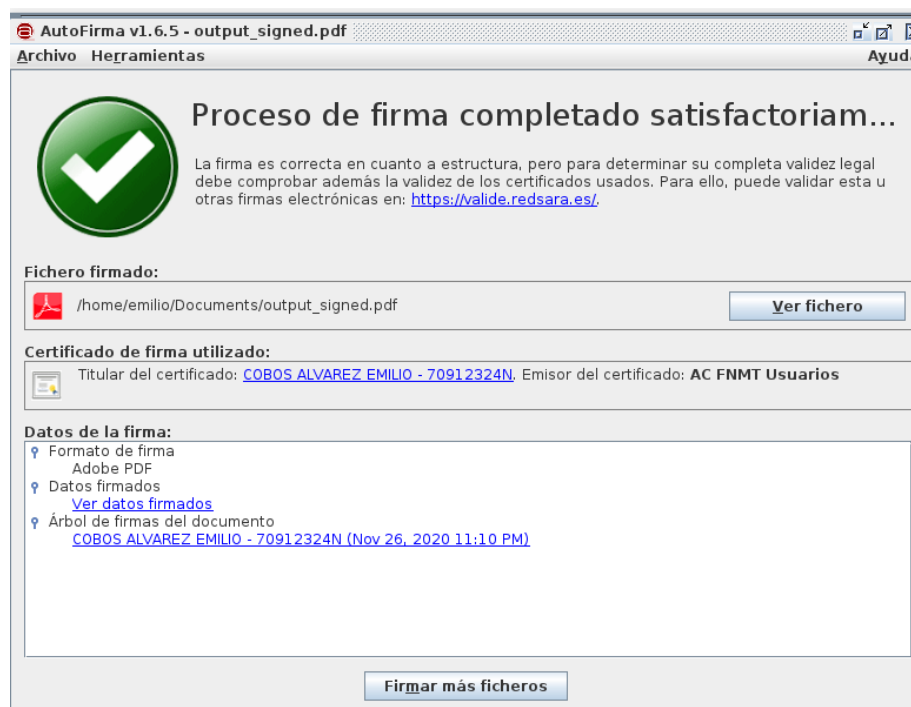 AutoFirma v1.6.5 - output_signed.pdf
Archivo Herramientas Ayuda
Proceso de firma completado satisfactoriam...
La firma es correcta en cuanto a estructura, pero para determinar su completa validez legal
debe comprobar además la validez de los certificados usados. Para ello, puede validar esta u
otras firmas electrónicas en: https://valide.redsara.es/.
Fichero firmado:
/home/emilio/Documents/output_signed.pdf Ver fichero
Certificado de firma utilizado:
Titular del certificado: COBOS ALVAREZ EMILIO - 70912324N. Emisor del certificado: AC FNMT Usuarios
Datos de la firma:
Formato de firma
Adobe PDF
Datos firmados
Ver datos firmados
Árbol de firmas del documento
COBOS ALVAREZ EMILIO - 70912324N (Nov 26, 2020 11:10 PM)
Firmar más ficheros